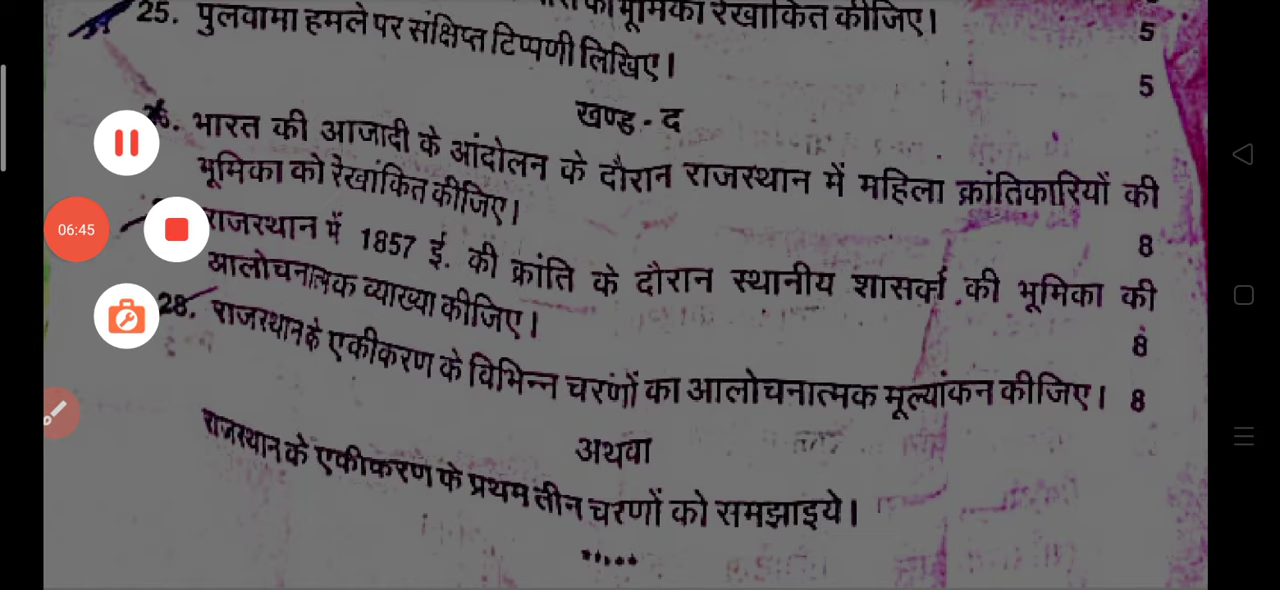 भूमिका रेखांकित कीजिए।
5
25. पुलवामा हमले पर संक्षिप्त टिप्पणी लिखिए।
5
खण्ड - द
26. भारत की आजादी के आंदोलन के दौरान राजस्थान में महिला क्रांतिकारियों की
भूमिका को रेखांकित कीजिए।
8
राजस्थान में 1857 ई. की क्रांति के दौरान स्थानीय शासकों की भूमिका की
आलोचनात्मक व्याख्या कीजिए।
8
28. राजस्थान के एकीकरण के विभिन्न चरणों का आलोचनात्मक मूल्यांकन कीजिए। 8
अथवा
राजस्थान के एकीकरण के प्रथम तीन चरणों को समझाइये।
*****
06:45